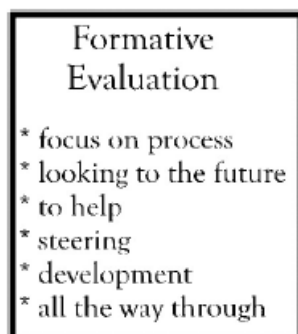 Formative
Evaluation
* focus on process
* looking to the future
* to help
* steering
* development
* all the way through